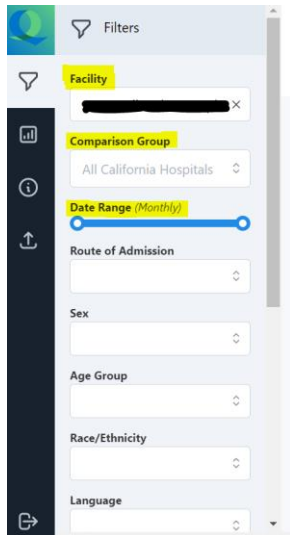 Filters
Facility
×
Comparison Group
All California Hospitals
Date Range (Monthly)
Route of Admission
Sex
Age Group
Race/Ethnicity
Language